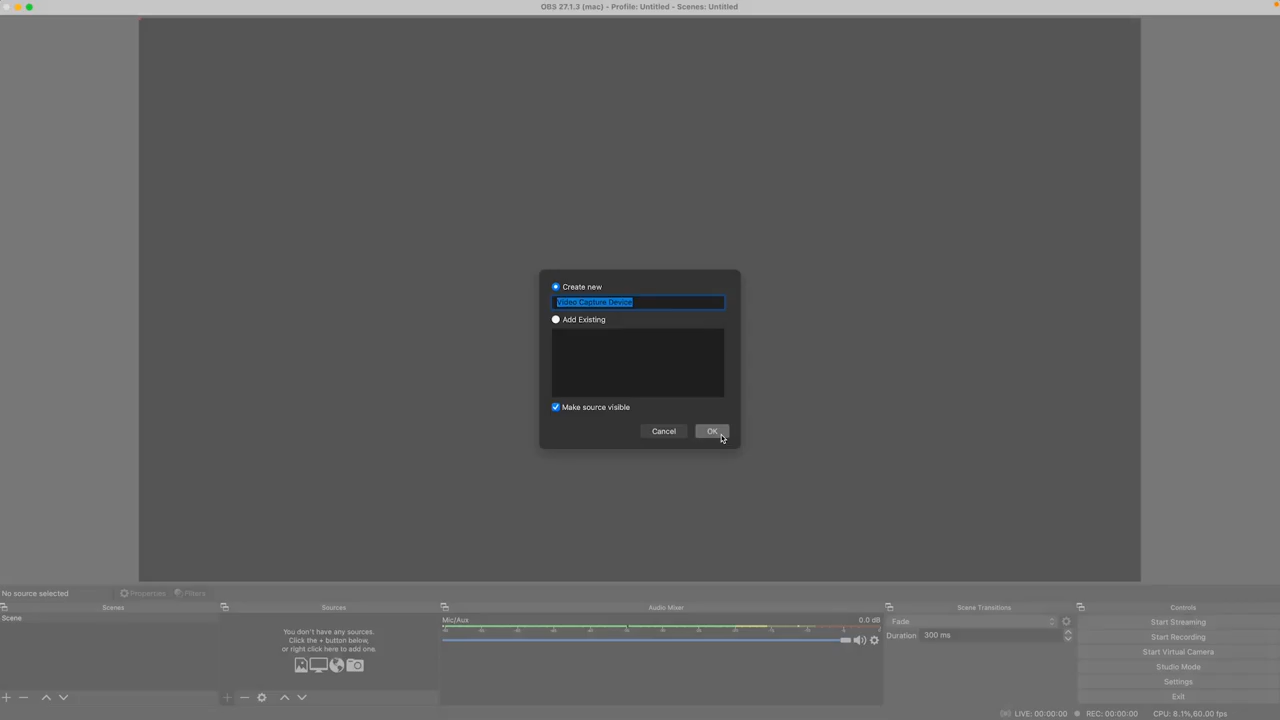 OBS 27.1.3 (mac) - Profile: Untitled - Scenes: Untitled
Create new
Video Capture Device
Add Existing
Make source visible
Cancel
OK
No source selected
Properties
Filters
Scenes
Sources
Audio Mixer
Scene Transitions
Controls
Scene
You don't have any sources.
Click the + button below,
or right click here to add one.
Mic/Aux
0.0 dB
Fade
Duration
300 ms
Start Streaming
Start Recording
Start Virtual Camera
Studio Mode
Settings
Exit
LIVE: 00:00:00
REC: 00:00:00
CPU: 8.1%,60.00 fps